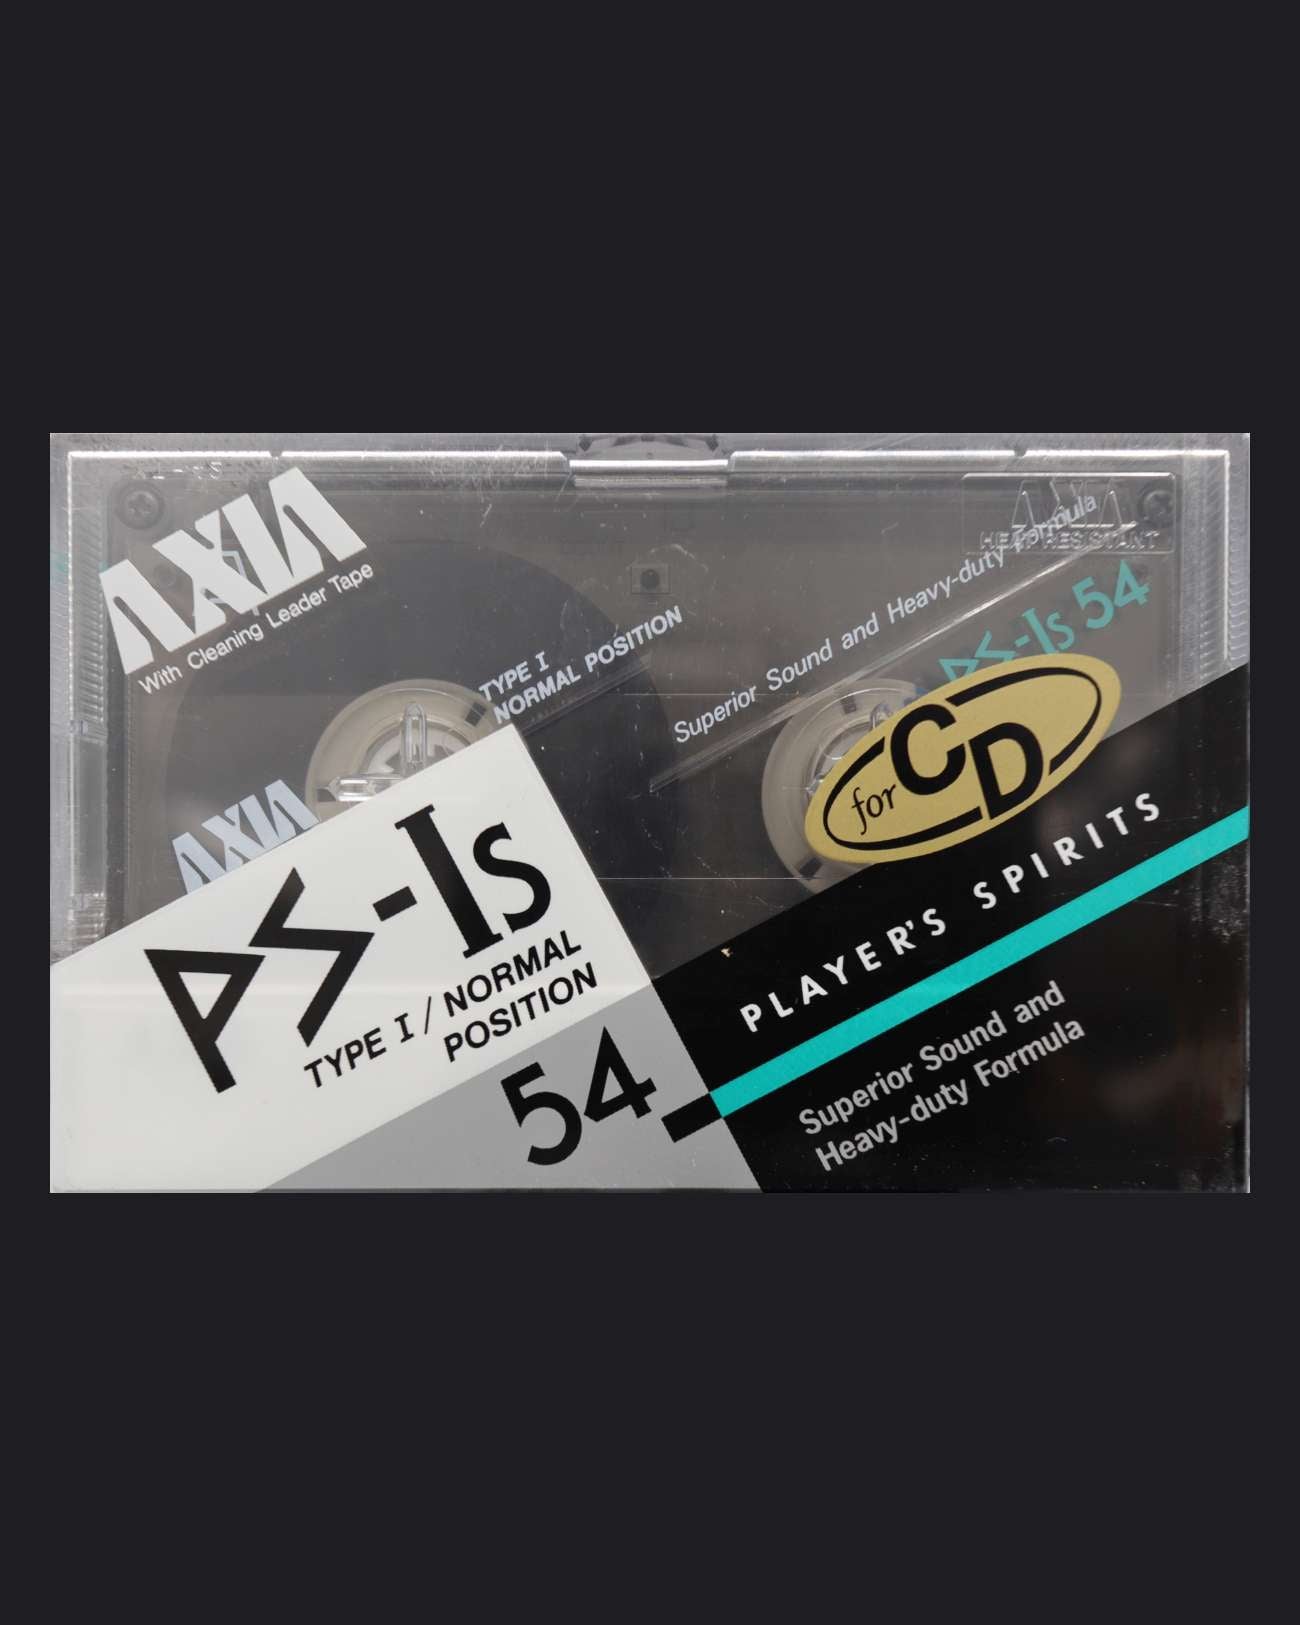 AXIA
With Cleaning Leader Tape
TYPE I
NORMAL POSITION
Superior Sound and Heavy-duty Formula
AXIA
HEAT RESISTANT
PS-Is 54
for CD
AXIA
PS-Is
TYPE I / NORMAL
POSITION
54
PLAYER'S SPIRITS
Superior Sound and
Heavy-duty Formula